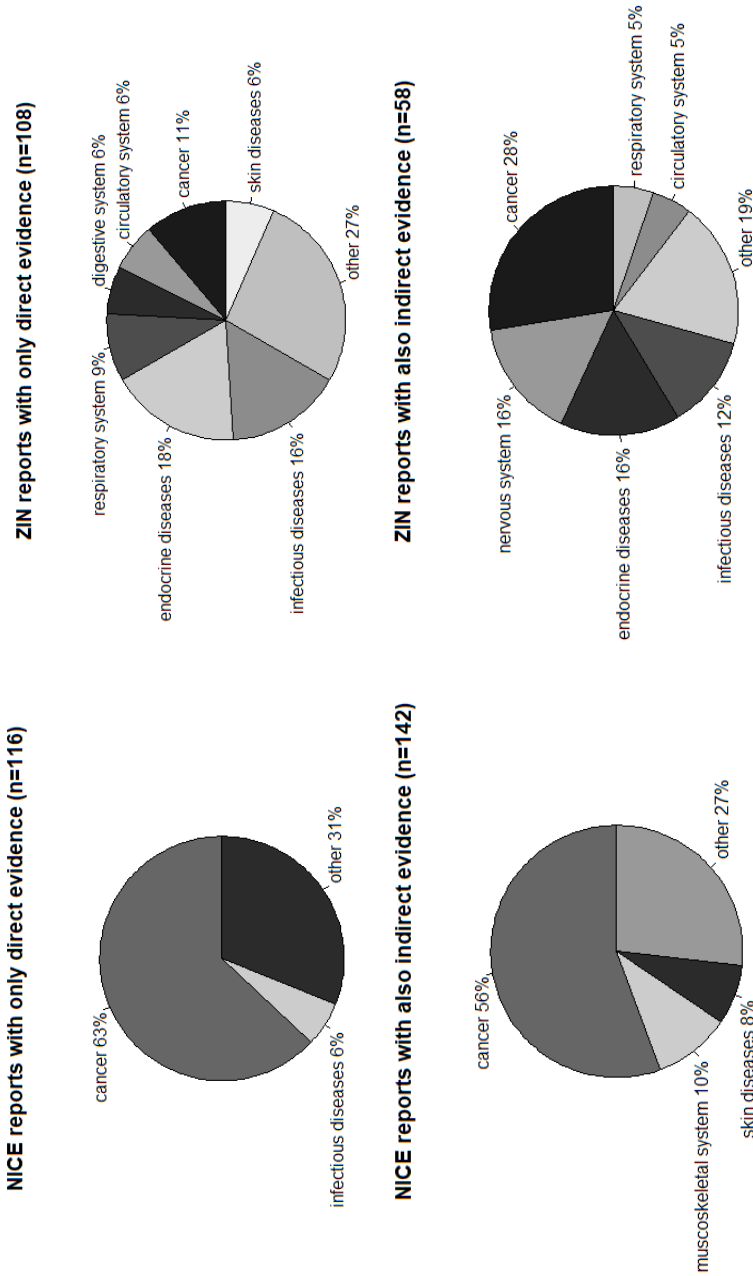 NICE reports with only direct evidence (n=116)
cancer 63%
other 31%
infectious diseases 6%
ZIN reports with only direct evidence (n=108)
digestive system 6%
respiratory system 9%
circulatory system 6%
cancer 11%
endocrine diseases 18%
skin diseases 6%
infectious diseases 16%
other 27%
NICE reports with also indirect evidence (n=142)
cancer 56%
muscoskeletal system 10%
other 27%
skin diseases 8%
ZIN reports with also indirect evidence (n=58)
nervous system 16%
cancer 28%
endocrine diseases 16%
respiratory system 5%
circulatory system 5%
infectious diseases 12%
other 19%